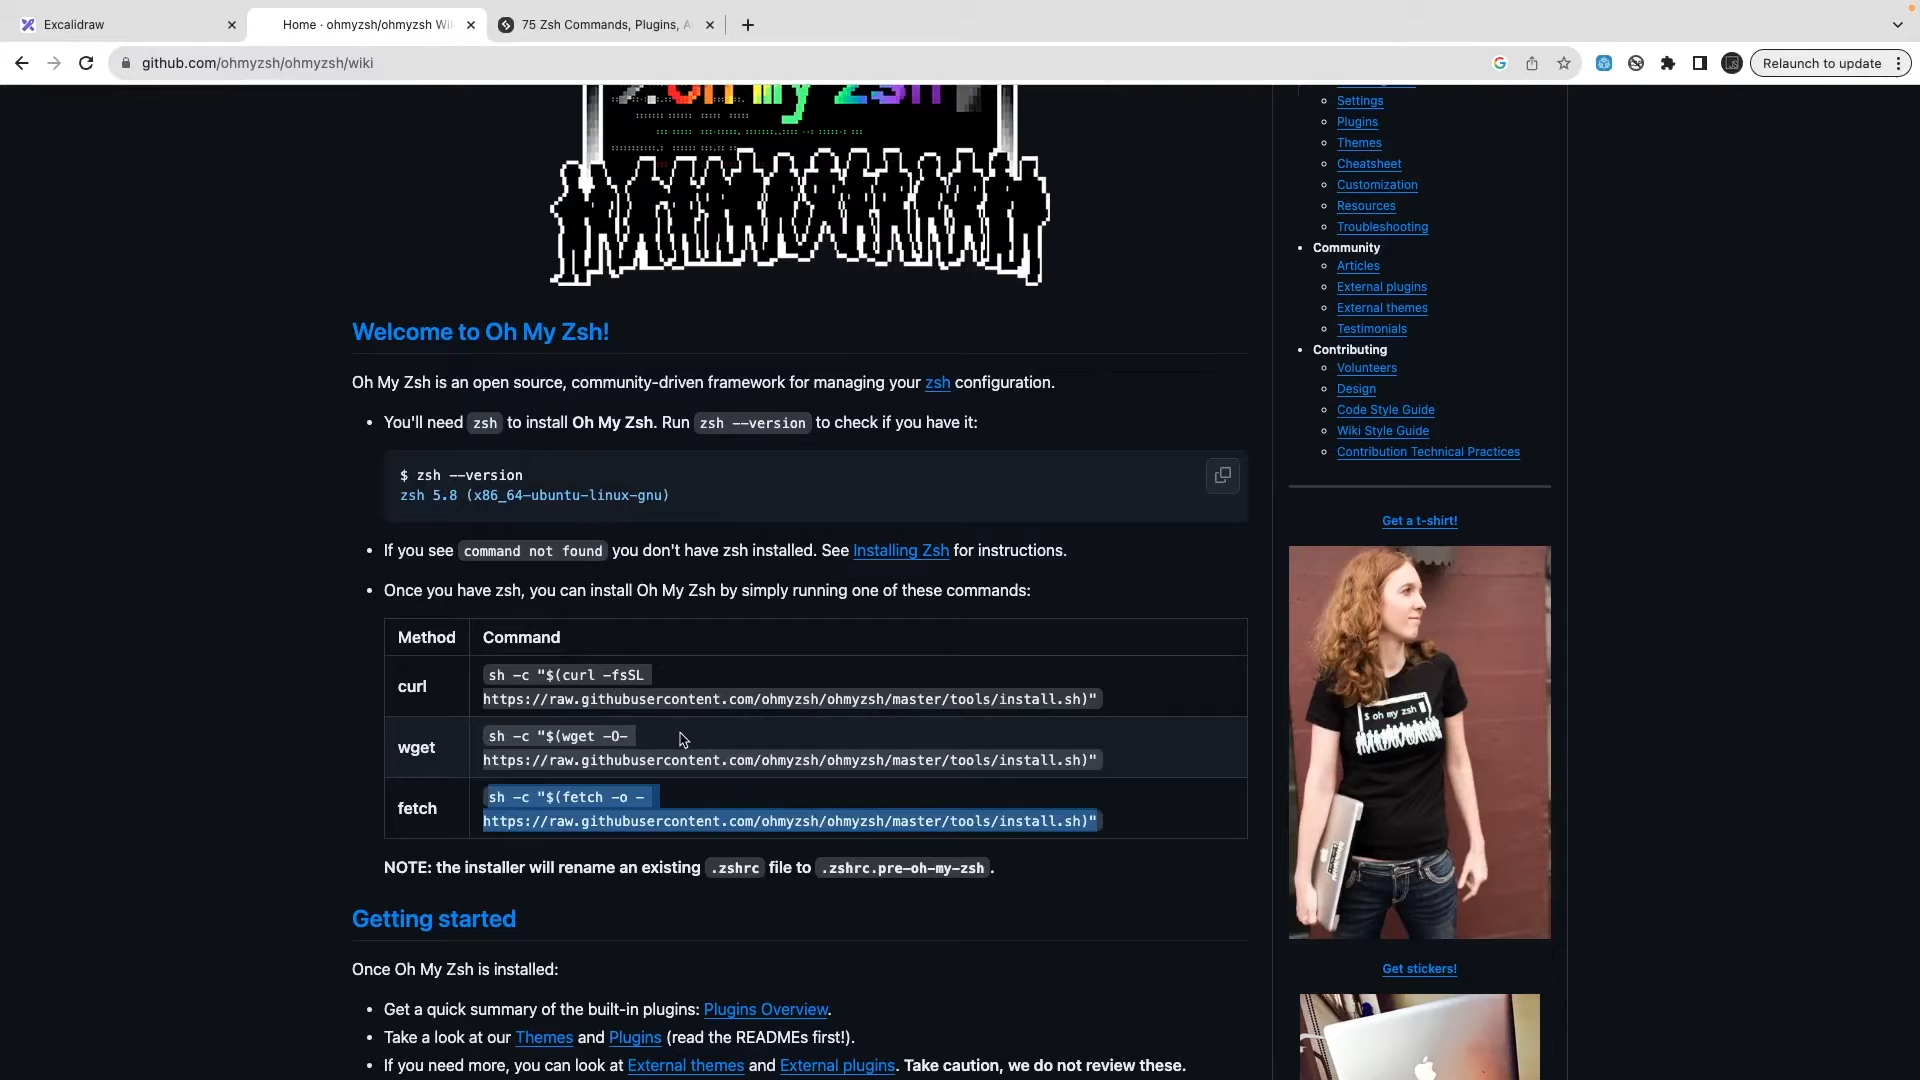 Excalidraw
Home · ohmyzsh/ohmyzsh Wi
75 Zsh Commands, Plugins, A
github.com/ohmyzsh/ohmyzsh/wiki
Relaunch to update
Oh my zsh
Welcome to Oh My Zsh!
Oh My Zsh is an open source, community-driven framework for managing your zsh configuration.
• You'll need zsh to install Oh My Zsh. Run zsh --version to check if you have it:
$ zsh --version
zsh 5.8 (x86_64-ubuntu-linux-gnu)
• If you see command not found you don't have zsh installed. See Installing Zsh for instructions.
• Once you have zsh, you can install Oh My Zsh by simply running one of these commands:
Method Command
curl
sh -c "$(curl -fsSL
https://raw.githubusercontent.com/ohmyzsh/ohmyzsh/master/tools/install.sh)"
wget
sh -c "$(wget -O-
https://raw.githubusercontent.com/ohmyzsh/ohmyzsh/master/tools/install.sh)"
fetch
sh -c "$(fetch -o -
https://raw.githubusercontent.com/ohmyzsh/ohmyzsh/master/tools/install.sh)"
NOTE: the installer will rename an existing .zshrc file to .zshrc.pre-oh-my-zsh.
Getting started
Once Oh My Zsh is installed:
• Get a quick summary of the built-in plugins: Plugins Overview.
• Take a look at our Themes and Plugins (read the READMEs first!).
• If you need more, you can look at External themes and External plugins. Take caution, we do not review these.
Settings
Plugins
Themes
Cheatsheet
Customization
Resources
Troubleshooting
• Community
Articles
External plugins
External themes
Testimonials
• Contributing
Volunteers
Design
Code Style Guide
Wiki Style Guide
Contribution Technical Practices
Get a t-shirt!
$ oh my zsh
Get stickers!